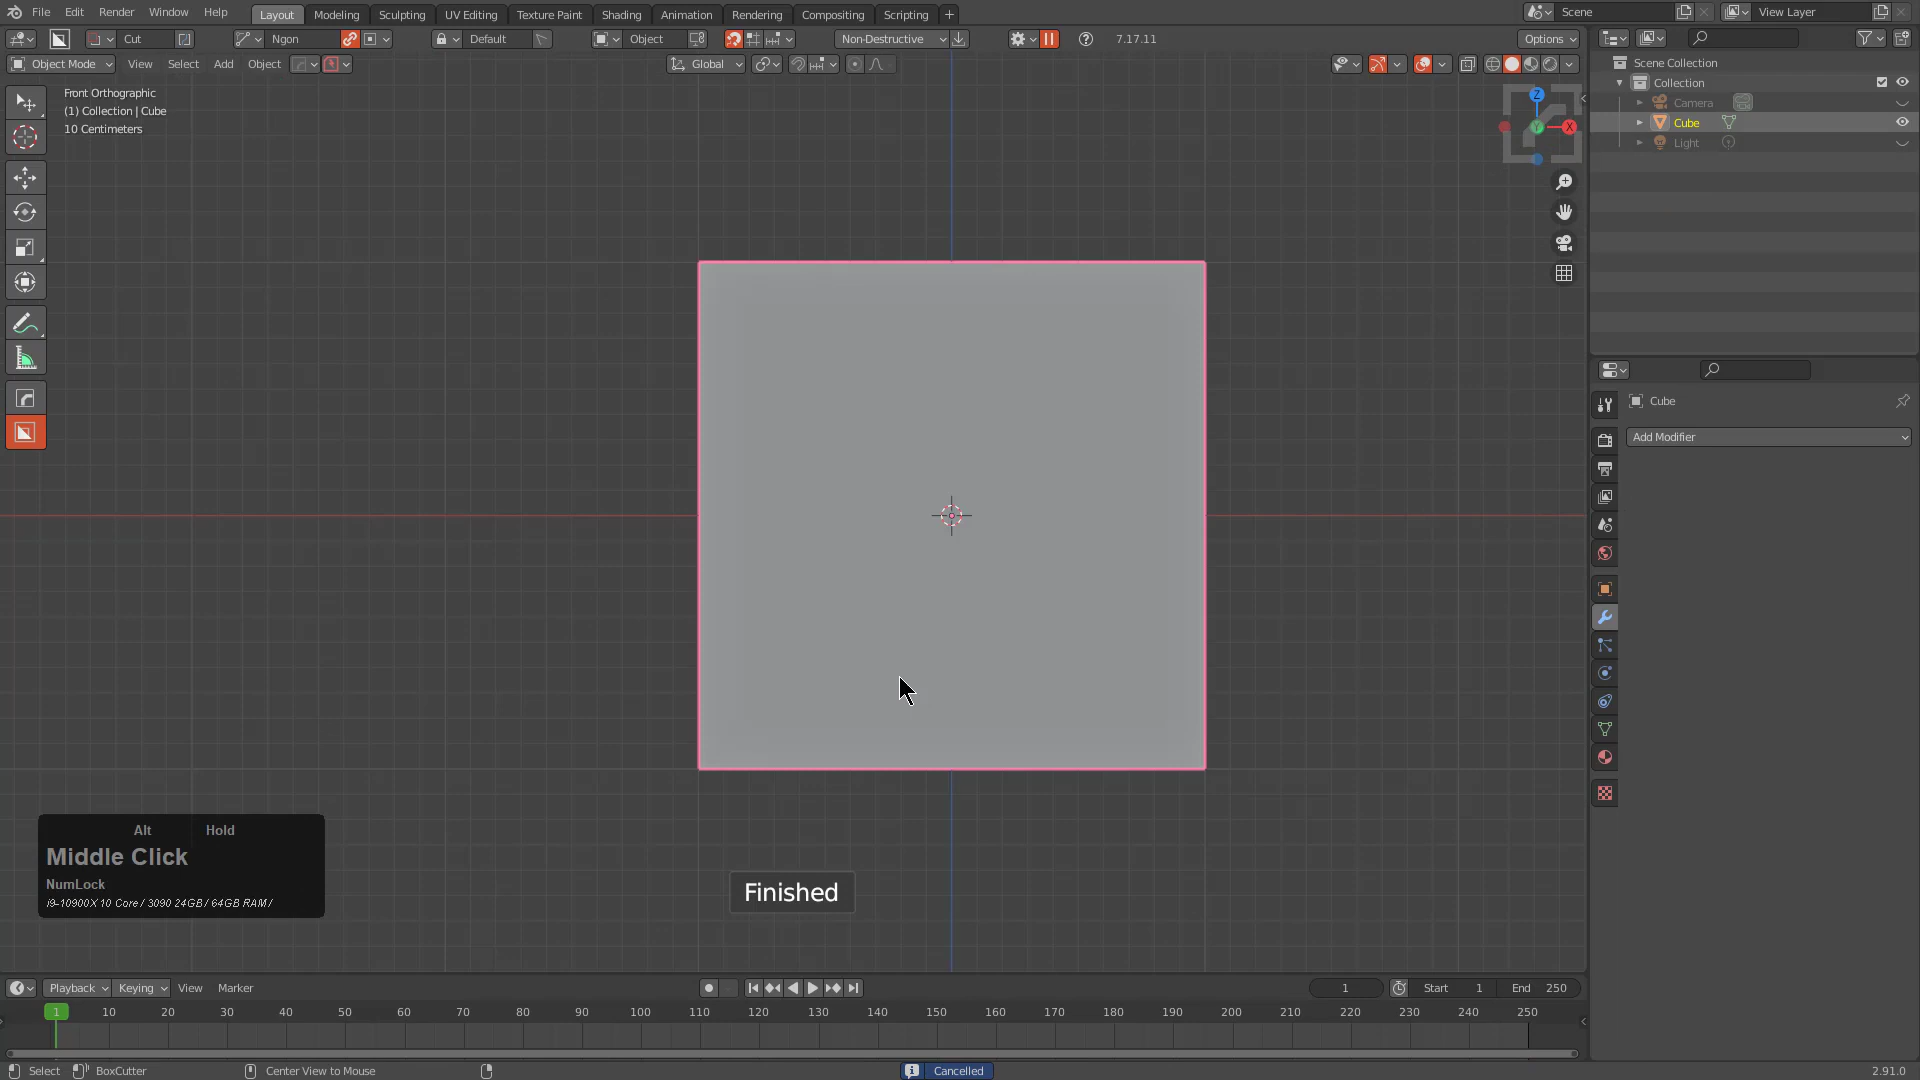 File Edit Render Window Help
Layout Modeling Sculpting UV Editing Texture Paint Shading Animation Rendering Compositing Scripting +
Scene
View Layer
Cut
Ngon
Default
Object
Non-Destructive
7.17.11
Options
Object Mode View Select Add Object
Global
Front Orthographic
(1) Collection | Cube
10 Centimeters
Z
Y
X
Scene Collection
Collection
Camera
Cube
Light
Cube
Add Modifier
Alt Hold
Middle Click
NumLock
i9-10900X 10 Core / 3090 24GB / 64GB RAM /
Finished
Playback Keying View Marker
1
Start 1
End 250
1 10 20 30 40 50 60 70 80 90 100 110 120 130 140 150 160 170 180 190 200 210 220 230 240 250
Select
BoxCutter
Center View to Mouse
Cancelled
2.91.0